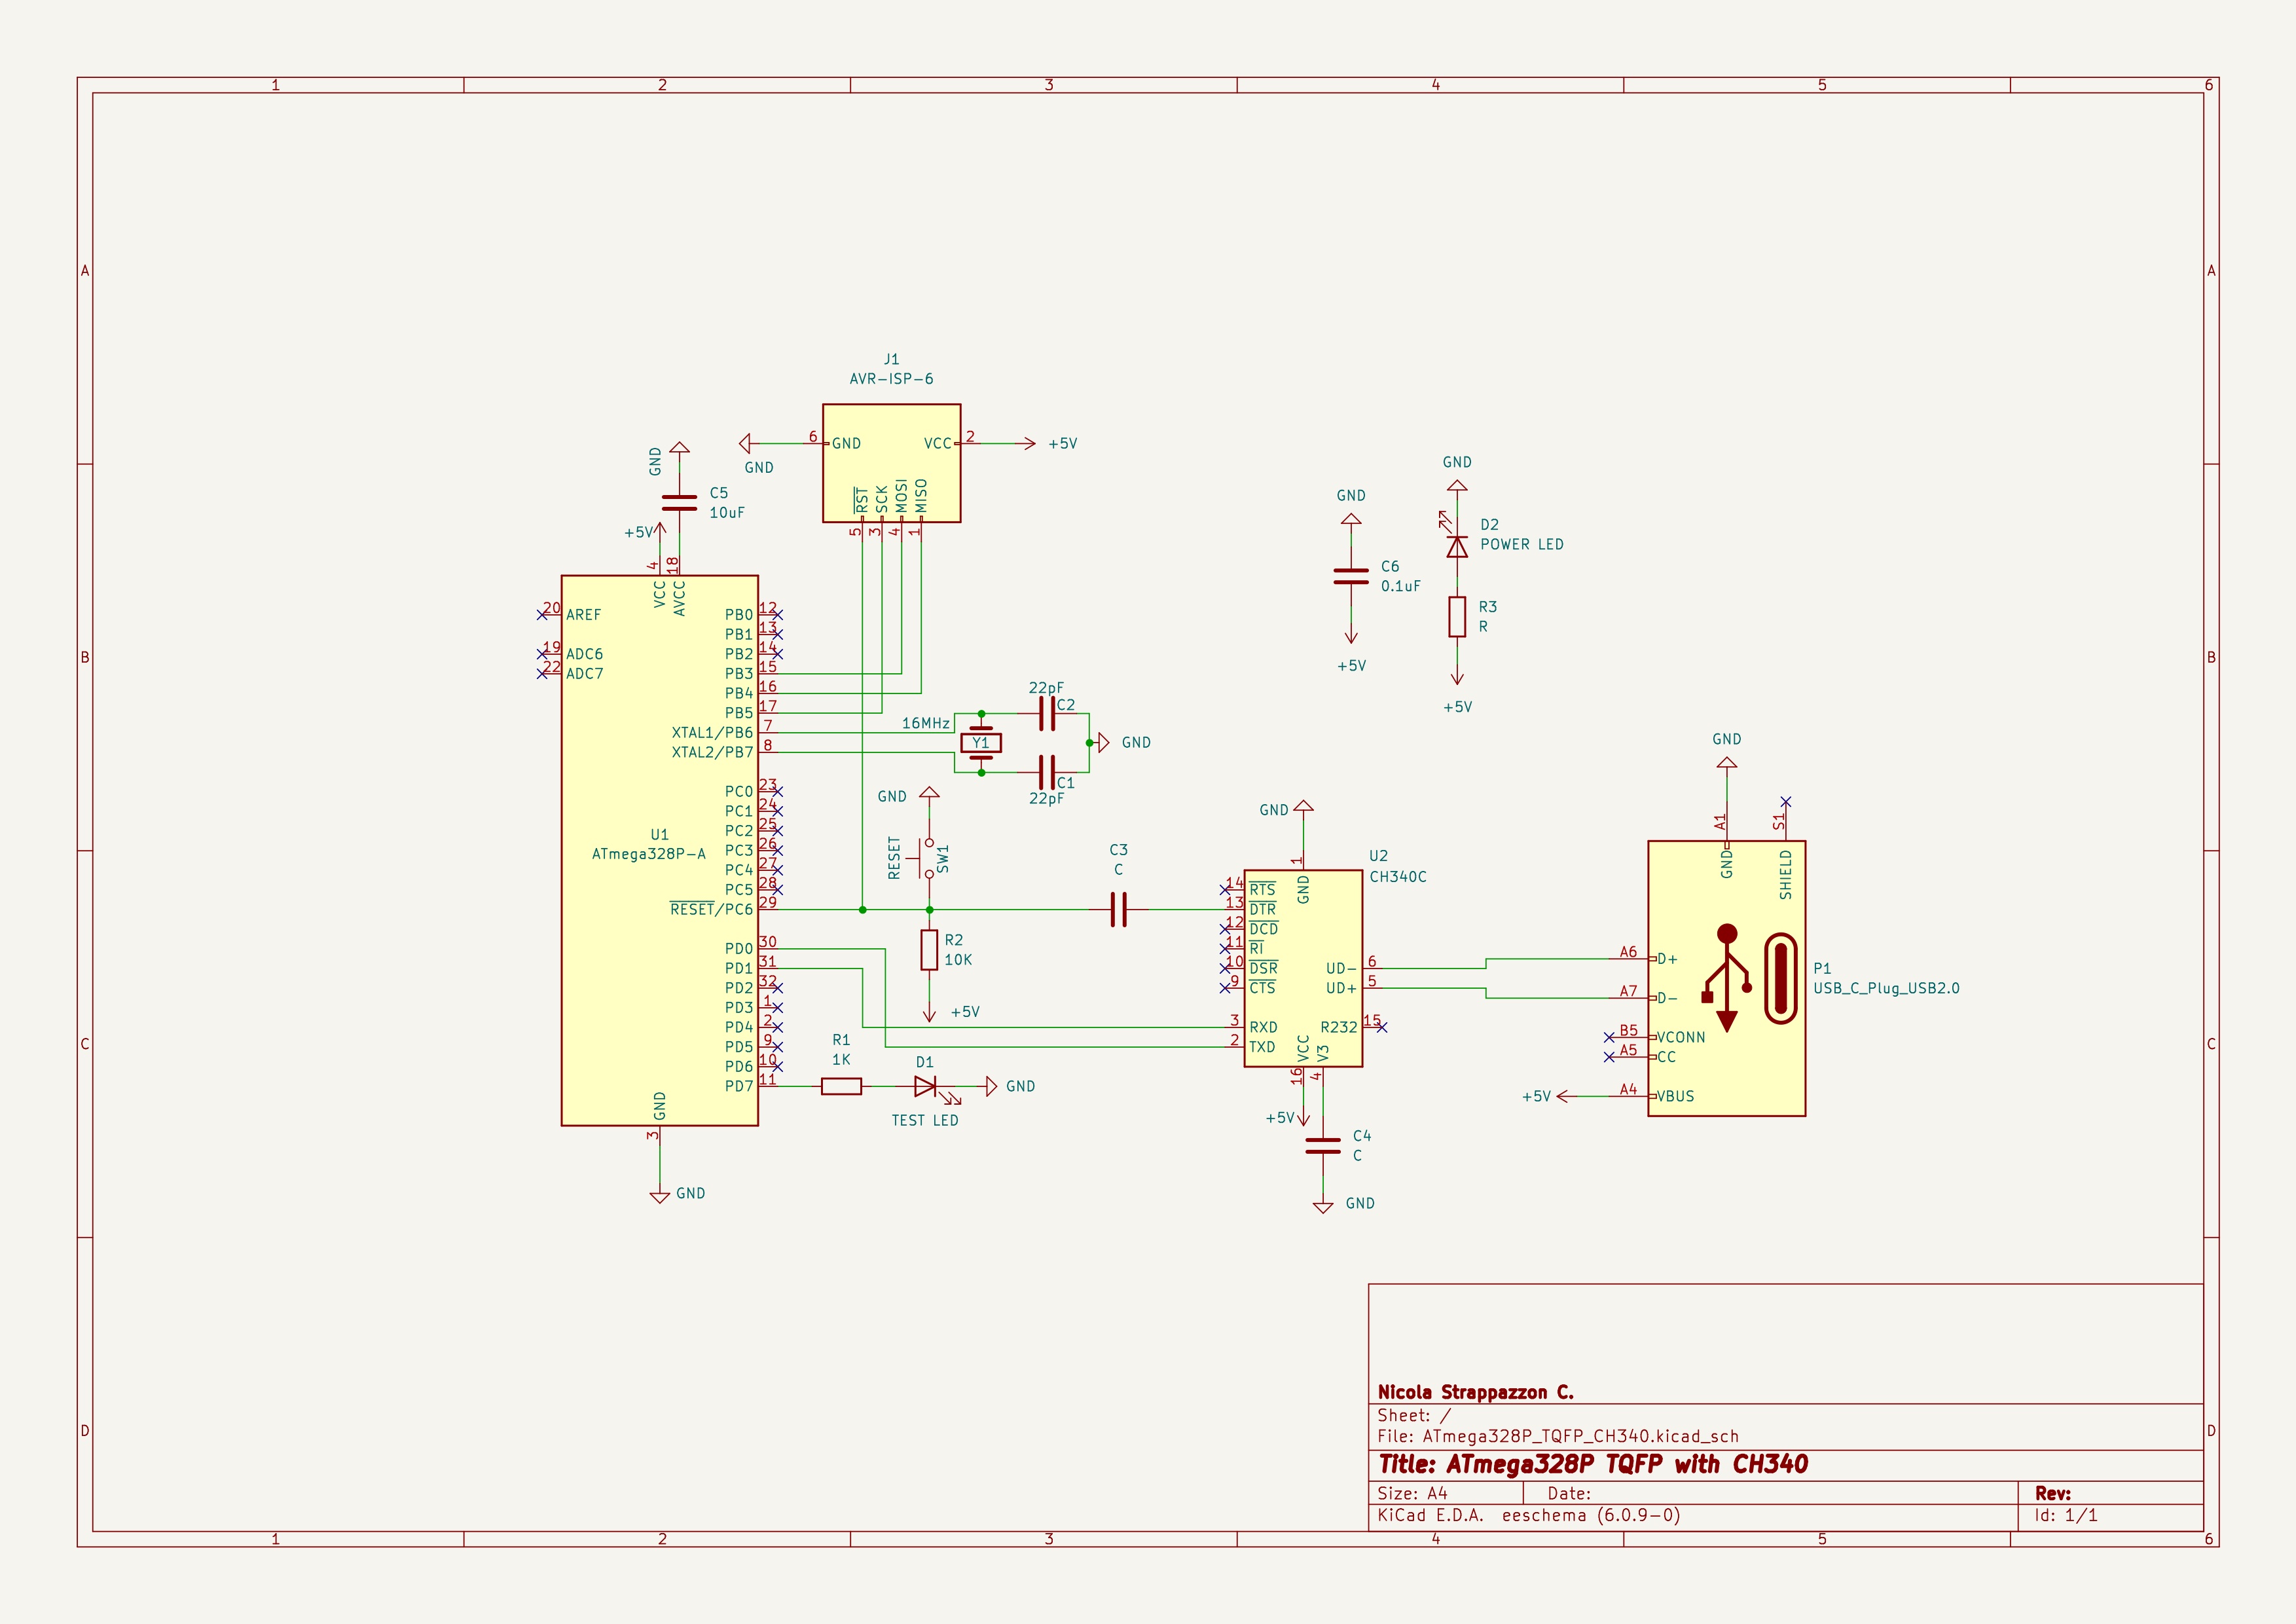 1 2 3 4 5 6
A
B
C
D
A
B
C
D
J1
AVR-ISP-6
6 GND
VCC 2
GND
+5V
RST
SCK
MOSI
MISO
5
3
4
1
GND
C5
10uF
+5V
4
18
VCC
AVCC
20 AREF
19 ADC6
22 ADC7
PB0 12
PB1 13
PB2 14
PB3 15
PB4 16
PB5 17
XTAL1/PB6 7
XTAL2/PB7 8
PC0 23
PC1 24
PC2 25
PC3 26
PC4 27
PC5 28
RESET/PC6 29
PD0 30
PD1 31
PD2 32
PD3 1
PD4 2
PD5 9
PD6 10
PD7 11
U1
ATmega328P-A
GND
3
GND
22pF
C2
16MHz
Y1
GND
C1
22pF
GND
RESET
SW1
R2
10K
+5V
R1
1K
D1
TEST LED
GND
C3
C
GND
C6
0.1uF
+5V
GND
D2
POWER LED
R3
R
+5V
GND
1
GND
U2
CH340C
14 RTS
13 DTR
12 DCD
11 RI
10 DSR
9 CTS
3 RXD
2 TXD
UD- 6
UD+ 5
R232 15
VCC
V3
16
4
+5V
C4
C
GND
GND
A1
S1
GND
SHIELD
A6 D+
A7 D-
B5 VCONN
A5 CC
A4 VBUS
+5V
P1
USB_C_Plug_USB2.0
Nicola Strappazzon C.
Sheet: /
File: ATmega328P_TQFP_CH340.kicad_sch
Title: ATmega328P TQFP with CH340
Size: A4 Date: Rev:
KiCad E.D.A. eeschema (6.0.9-0) Id: 1/1
1 2 3 4 5 6